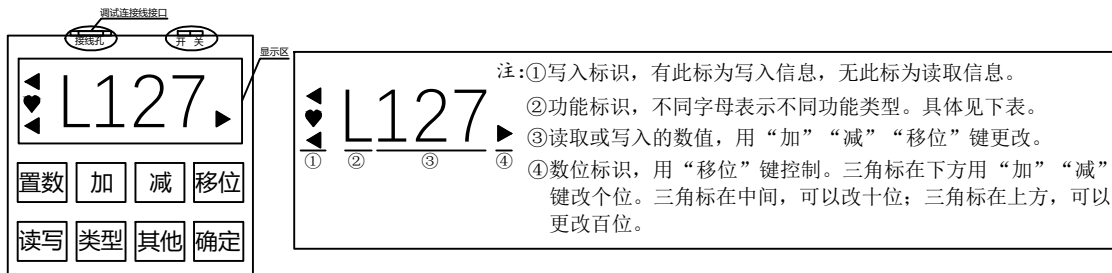 调试连接线接口
接线孔
开 关
显示区
L127
置数 加 减 移位
读写 类型 其他 确定
L127
① ② ③ ④
注:①写入标识，有此标为写入信息，无此标为读取信息。
②功能标识，不同字母表示不同功能类型。具体见下表。
③读取或写入的数值，用“加”“减”“移位”键更改。
④数位标识，用“移位”键控制。三角标在下方用“加”“减”
键改个位。三角标在中间，可以改十位；三角标在上方，可以
更改百位。